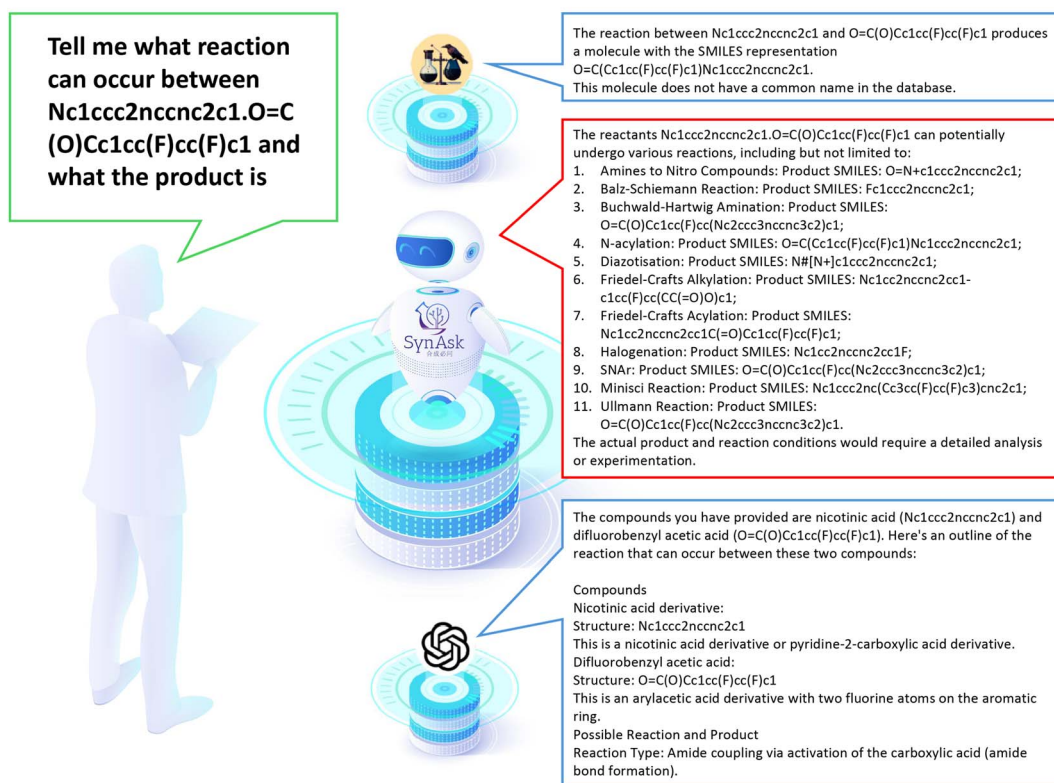 Tell me what reaction
can occur between
Nc1ccc2nccnc2c1.O=C
(O)Cc1cc(F)cc(F)c1 and
what the product is
The reaction between Nc1ccc2nccnc2c1 and O=C(O)Cc1cc(F)cc(F)c1 produces
a molecule with the SMILES representation
O=C(Cc1cc(F)cc(F)c1)Nc1ccc2nccnc2c1.
This molecule does not have a common name in the database.
The reactants Nc1ccc2nccnc2c1.O=C(O)Cc1cc(F)cc(F)c1 can potentially
undergo various reactions, including but not limited to:
1. Amines to Nitro Compounds: Product SMILES: O=N+c1ccc2nccnc2c1;
2. Balz-Schiemann Reaction: Product SMILES: Fc1ccc2nccnc2c1;
3. Buchwald-Hartwig Amination: Product SMILES:
O=C(O)Cc1cc(F)cc(Nc2ccc3nccnc3c2)c1;
4. N-acylation: Product SMILES: O=C(Cc1cc(F)cc(F)c1)Nc1ccc2nccnc2c1;
5. Diazotisation: Product SMILES: N#[N+]c1ccc2nccnc2c1;
6. Friedel-Crafts Alkylation: Product SMILES: Nc1cc2nccnc2cc1-
c1cc(F)cc(CC(=O)O)c1;
7. Friedel-Crafts Acylation: Product SMILES:
Nc1cc2nccnc2cc1C(=O)Cc1cc(F)cc(F)c1;
8. Halogenation: Product SMILES: Nc1cc2nccnc2cc1F;
9. SNAr: Product SMILES: O=C(O)Cc1cc(F)cc(Nc2ccc3nccnc3c2)c1;
10. Minisci Reaction: Product SMILES: Nc1ccc2nc(Cc3cc(F)cc(F)c3)cnc2c1;
11. Ullmann Reaction: Product SMILES:
O=C(O)Cc1cc(F)cc(Nc2ccc3nccnc3c2)c1.
The actual product and reaction conditions would require a detailed analysis
or experimentation.
SynAsk
合成必问
The compounds you have provided are nicotinic acid (Nc1ccc2nccnc2c1) and
difluorobenzyl acetic acid (O=C(O)Cc1cc(F)cc(F)c1). Here's an outline of the
reaction that can occur between these two compounds:
Compounds
Nicotinic acid derivative:
Structure: Nc1ccc2nccnc2c1
This is a nicotinic acid derivative or pyridine-2-carboxylic acid derivative.
Difluorobenzyl acetic acid:
Structure: O=C(O)Cc1cc(F)cc(F)c1
This is an arylacetic acid derivative with two fluorine atoms on the aromatic
ring.
Possible Reaction and Product
Reaction Type: Amide coupling via activation of the carboxylic acid (amide
bond formation).